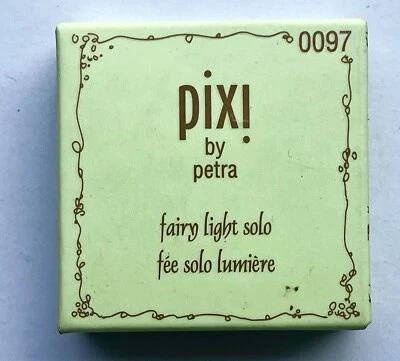 0097
pixi
by
petra
fairy light solo
fée solo lumière